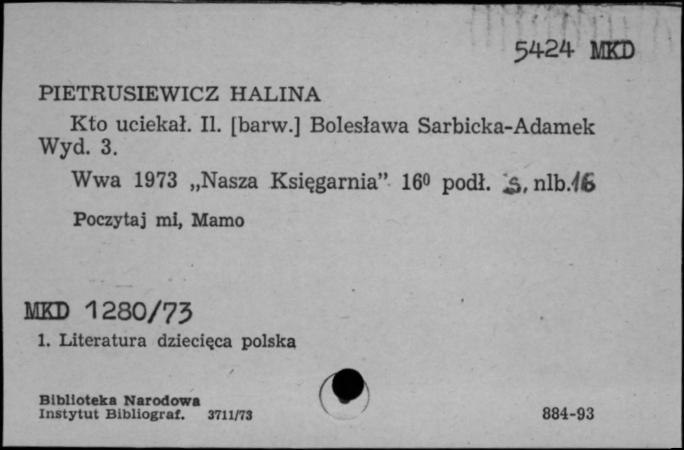 5424 MKD
PIETRUSIEWICZ HALINA
Kto uciekał. Il. [barw.] Bolesława Sarbicka-Adamek
Wyd. 3.
Wwa 1973 „Nasza Księgarnia” 16⁰ podł. s. nlb. 16
Poczytaj mi, Mamo
MKD 1280/73
1. Literatura dziecięca polska
Biblioteka Narodowa
Instytut Bibliograf. 3711/73
884-93